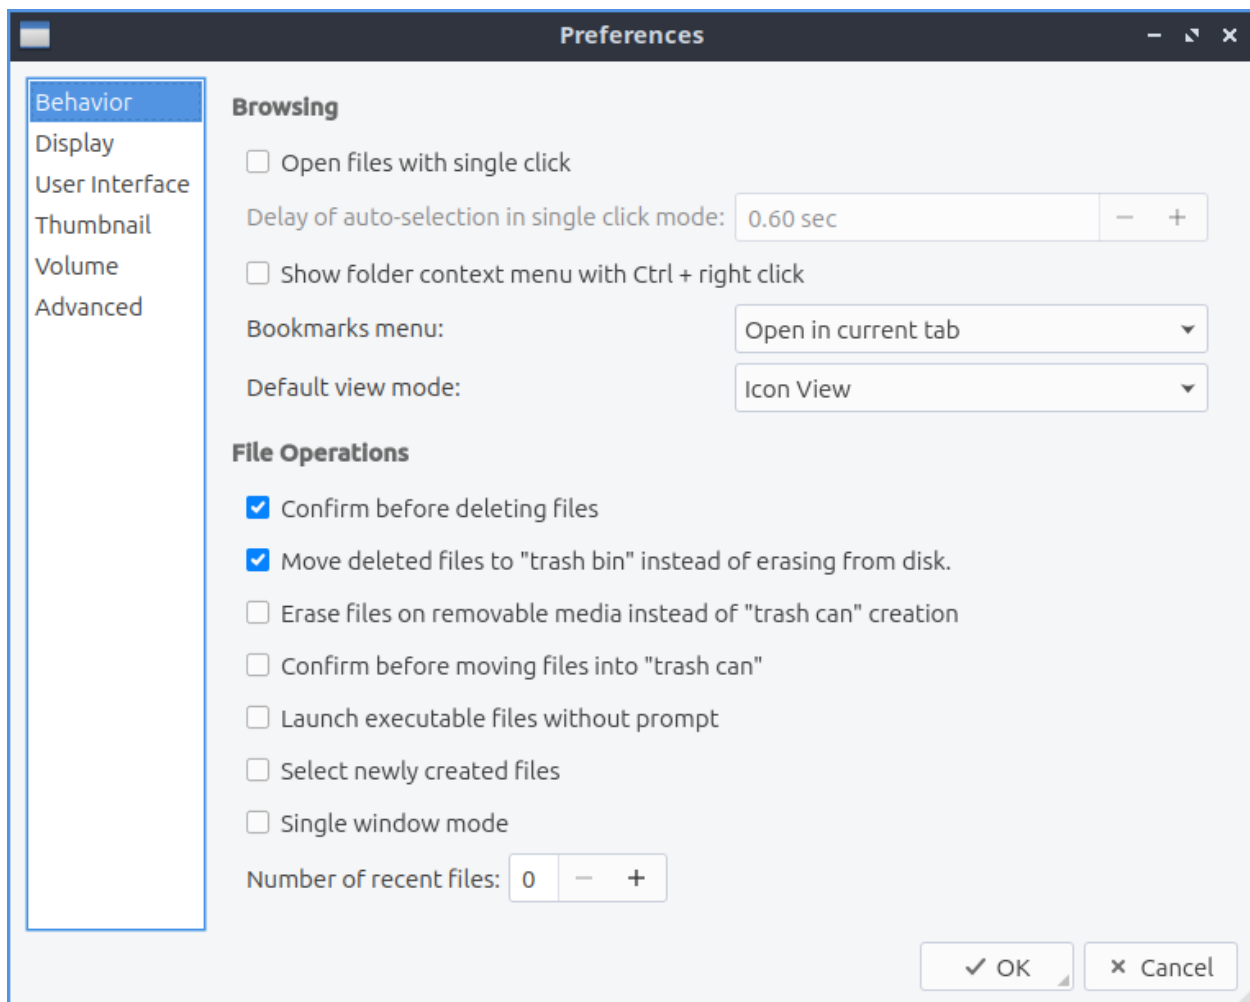 Preferences
Behavior
Display
User Interface
Thumbnail
Volume
Advanced
Browsing
Open files with single click
Delay of auto-selection in single click mode: 0.60 sec
Show folder context menu with Ctrl + right click
Bookmarks menu: Open in current tab
Default view mode: Icon View
File Operations
Confirm before deleting files
Move deleted files to "trash bin" instead of erasing from disk.
Erase files on removable media instead of "trash can" creation
Confirm before moving files into "trash can"
Launch executable files without prompt
Select newly created files
Single window mode
Number of recent files: 0
OK Cancel